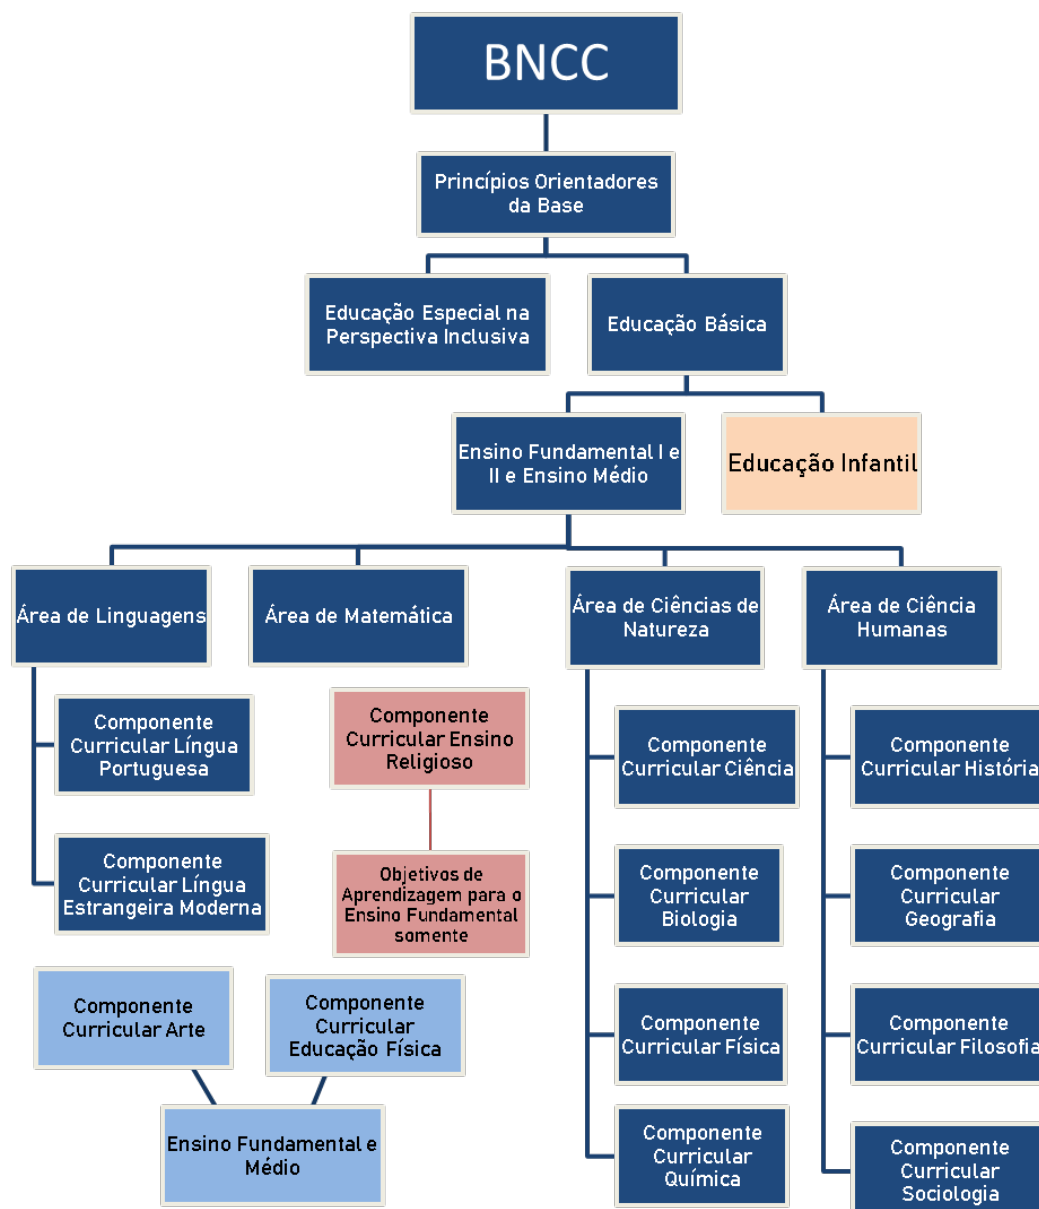 BNCC
Princípios Orientadores
da Base
Educação Especial na
Perspectiva Inclusiva
Educação Básica
Ensino Fundamental I e
II e Ensino Médio
Educação Infantil
Área de Linguagens
Área de Matemática
Área de Ciências de
Natureza
Área de Ciência
Humanas
Componente
Curricular Língua
Portuguesa
Componente
Curricular Língua
Estrangeira Moderna
Componente
Curricular Ensino
Religioso
Objetivos de
Aprendizagem para o
Ensino Fundamental
somente
Componente
Curricular Arte
Componente
Curricular
Educação Física
Ensino Fundamental e
Médio
Componente
Curricular Ciência
Componente
Curricular
Biologia
Componente
Curricular Física
Componente
Curricular
Química
Componente
Curricular História
Componente
Curricular
Geografia
Componente
Curricular Filosofia
Componente
Curricular
Sociologia